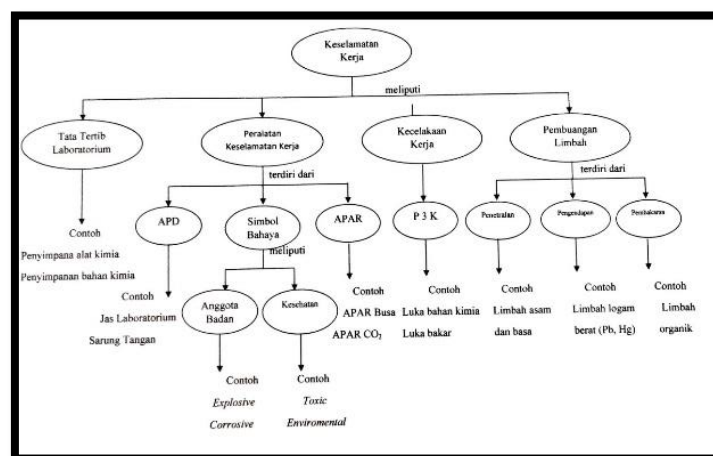 Keselamatan
Kerja
meliputi
Tata Tertib
Laboratorium
Peralatan
Keselamatan Kerja
Kecelakaan
Kerja
Pembuangan
Limbah
terdiri dari
terdiri dari
Contoh
Penyimpana alat kimia
Penyimpanan bahan kimia
APD
Simbol
Bahaya
APAR
P 3 K
Penetralan
Pengendapan
Pembakaran
meliputi
Contoh
Jas Laboratorium
Sarung Tangan
Anggota
Badan
Kesehatan
Contoh
APAR Busa
APAR CO₂
Contoh
Luka bahan kimia
Luka bakar
Contoh
Limbah asam
dan basa
Contoh
Limbah logam
berat (Pb, Hg)
Contoh
Limbah
organik
Contoh
Explosive
Corrosive
Contoh
Toxic
Enviromental